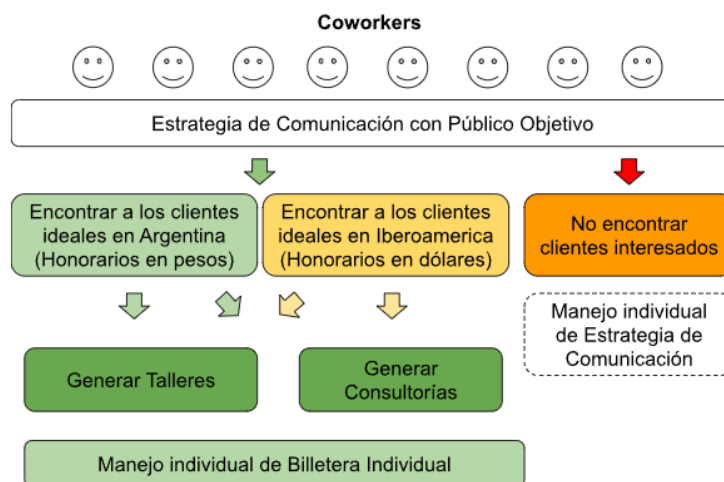 Coworkers
Estrategia de Comunicación con Público Objetivo
Encontrar a los clientes
ideales en Argentina
(Honorarios en pesos)
Encontrar a los clientes
ideales en Iberoamerica
(Honorarios en dólares)
No encontrar
clientes interesados
Manejo individual
de Estrategia de
Comunicación
Generar Talleres
Generar
Consultorías
Manejo individual de Billetera Individual